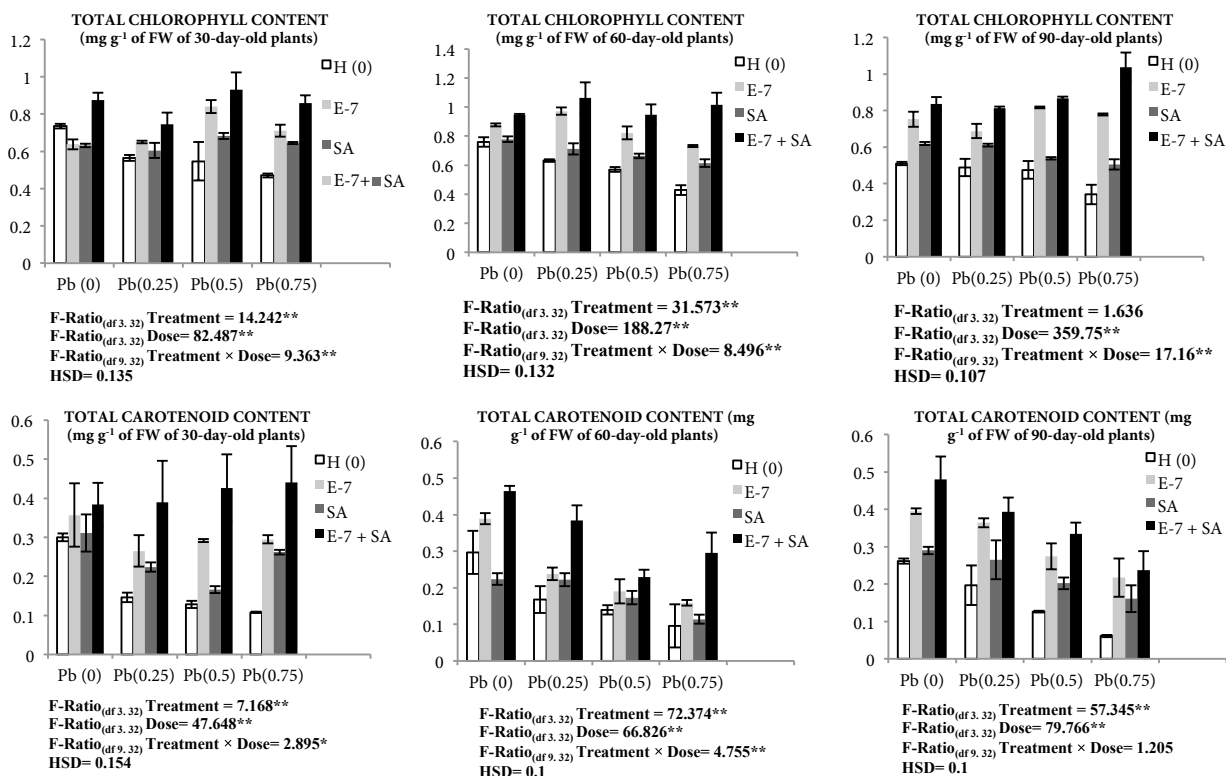 TOTAL CHLOROPHYLL CONTENT
(mg g-1 of FW of 30-day-old plants)
1.2
1
0.8
0.6
0.4
0.2
0
H (0)
E-7
SA
E-7+ SA
Pb (0) Pb(0.25) Pb(0.5) Pb(0.75)
F-Ratio(df 3. 32) Treatment = 14.242**
F-Ratio(df 3. 32) Dose= 82.487**
F-Ratio(df 9. 32) Treatment × Dose= 9.363**
HSD= 0.135
TOTAL CHLOROPHYLL CONTENT
(mg g-1 of FW of 60-day-old plants)
1.4
1.2
1
0.8
0.6
0.4
0.2
0
H (0)
E-7
SA
E-7 + SA
Pb (0) Pb(0.25) Pb(0.5) Pb(0.75)
F-Ratio(df 3. 32) Treatment = 31.573**
F-Ratio(df 3. 32) Dose= 188.27**
F-Ratio(df 9. 32) Treatment × Dose= 8.496**
HSD= 0.132
TOTAL CHLOROPHYLL CONTENT
(mg g-1 of FW of 90-day-old plants)
1.2
1
0.8
0.6
0.4
0.2
0
H (0)
E-7
SA
E-7 + SA
Pb (0) Pb(0.25) Pb(0.5) Pb(0.75)
F-Ratio(df 3. 32) Treatment = 1.636
F-Ratio(df 3. 32) Dose= 359.75**
F-Ratio(df 9. 32) Treatment × Dose= 17.16**
HSD= 0.107
TOTAL CAROTENOID CONTENT
(mg g-1 of FW of 30-day-old plants)
0.6
0.5
0.4
0.3
0.2
0.1
0
H (0)
E-7
SA
E-7 + SA
Pb (0) Pb(0.25) Pb(0.5) Pb(0.75)
F-Ratio(df 3. 32) Treatment = 7.168**
F-Ratio(df 3. 32) Dose= 47.648**
F-Ratio(df 9. 32) Treatment × Dose= 2.895*
HSD= 0.154
TOTAL CAROTENOID CONTENT (mg
g-1 of FW of 60-day-old plants)
0.6
0.5
0.4
0.3
0.2
0.1
0
H (0)
E-7
SA
E-7 + SA
Pb (0) Pb(0.25) Pb(0.5) Pb(0.75)
F-Ratio(df 3. 32) Treatment = 72.374**
F-Ratio(df 3. 32) Dose= 66.826**
F-Ratio(df 9. 32) Treatment × Dose= 4.755**
HSD= 0.1
TOTAL CAROTENOID CONTENT (mg
g-1 of FW of 90-day-old plants)
0.6
0.5
0.4
0.3
0.2
0.1
0
H (0)
E-7
SA
E-7 + SA
Pb (0) Pb(0.25) Pb(0.5) Pb(0.75)
F-Ratio(df 3. 32) Treatment = 57.345**
F-Ratio(df 3. 32) Dose= 79.766**
F-Ratio(df 9. 32) Treatment × Dose= 1.205
HSD= 0.1